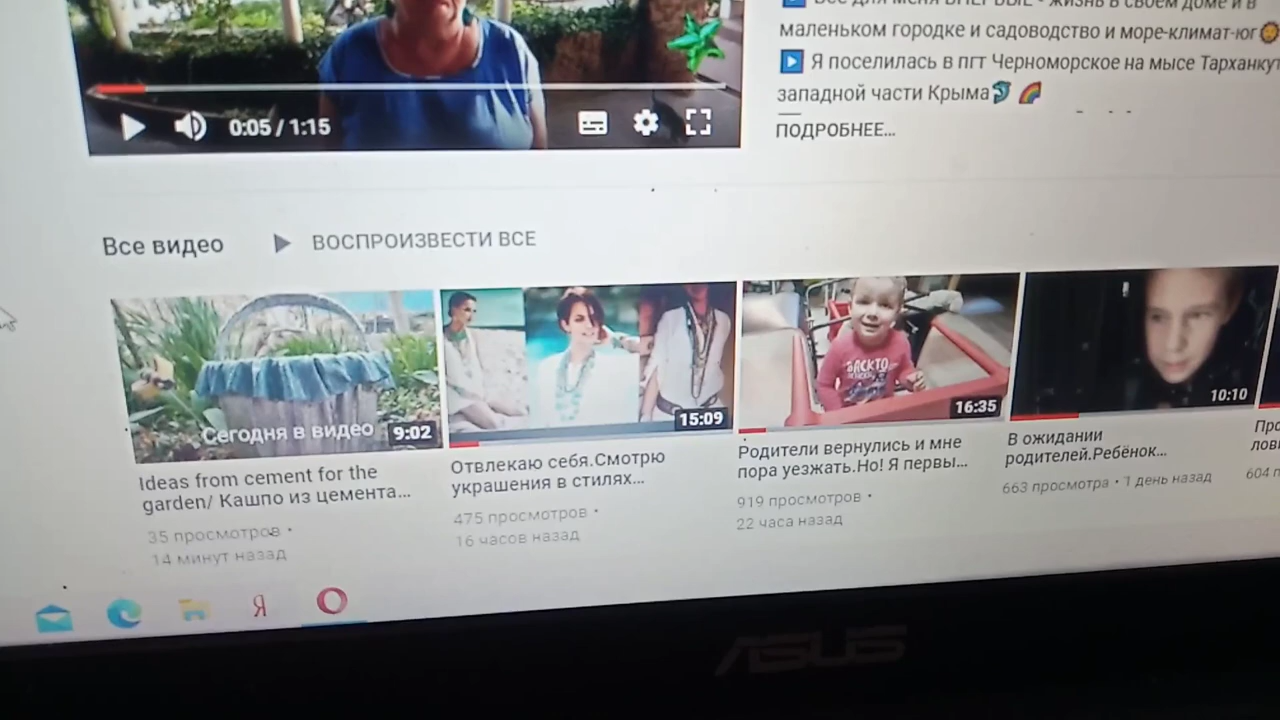 маленьком городке и садоводство и море-климат-юг
Я поселилась в пгт Черноморское на мысе Тарханкут
западной части Крыма
ПОДРОБНЕЕ...
0:05 / 1:15
Все видео
ВОСПРОИЗВЕСТИ ВСЕ
Сегодня в видео
9:02
15:09
BACK TO
16:35
10:10
Ideas from cement for the
garden/ Кашпо из цемента...
35 просмотров •
14 минут назад
Отвлекаю себя.Смотрю
украшения в стилях...
475 просмотров •
16 часов назад
Родители вернулись и мне
пора уезжать.Но! Я первы...
919 просмотров •
22 часа назад
В ожидании
родителей.Ребёнок...
663 просмотра • 1 день назад
604
Я
ASUS